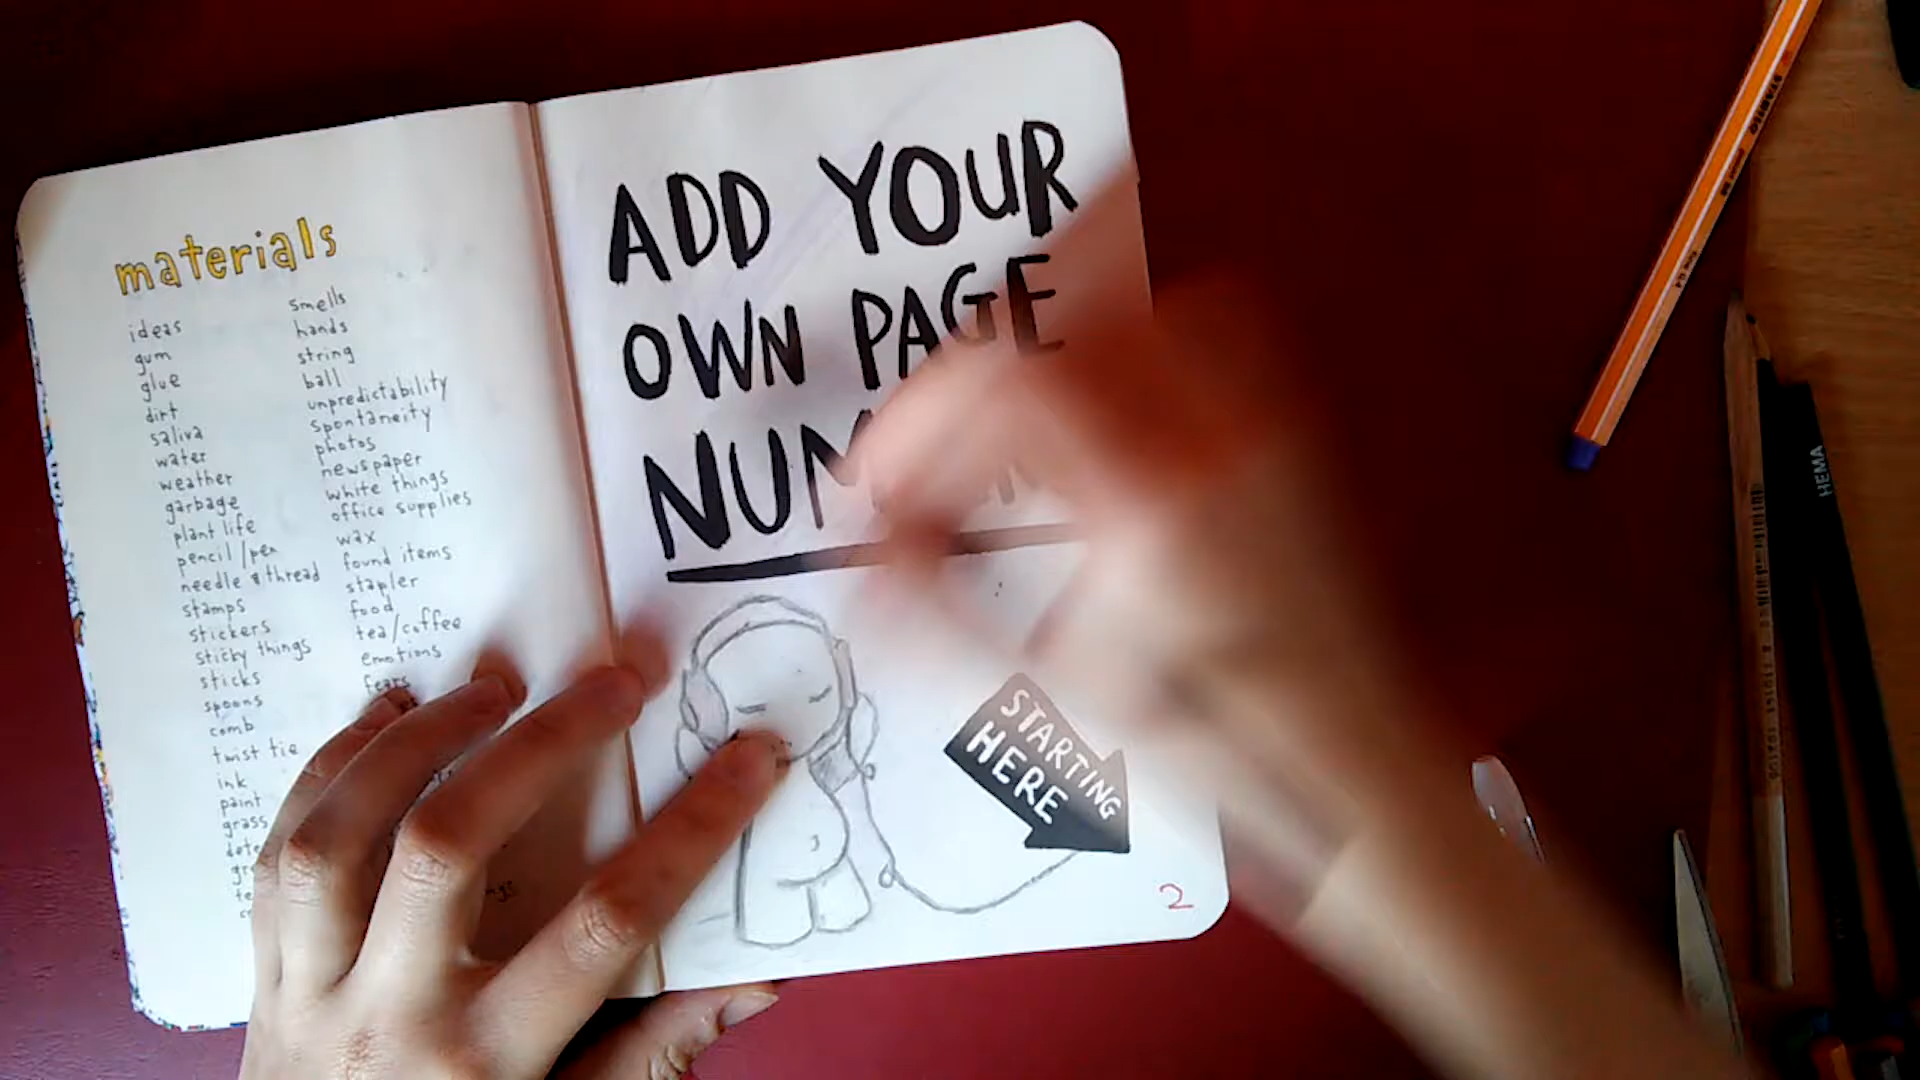 materials
ideas
gum
glue
dirt
saliva
water
weather
garbage
plant life
pencil/pen
needle & thread
stamps
stickers
sticky things
sticks
spoons
comb
twist tie
ink
paint
grass
smells
hands
string
ball
unpredictability
spontaneity
photos
newspaper
white things
office supplies
wax
found items
stapler
food
tea/coffee
emotions
fears
ADD YOUR
OWN PAGE
STARTING
HERE
2
STABILO
HEMA